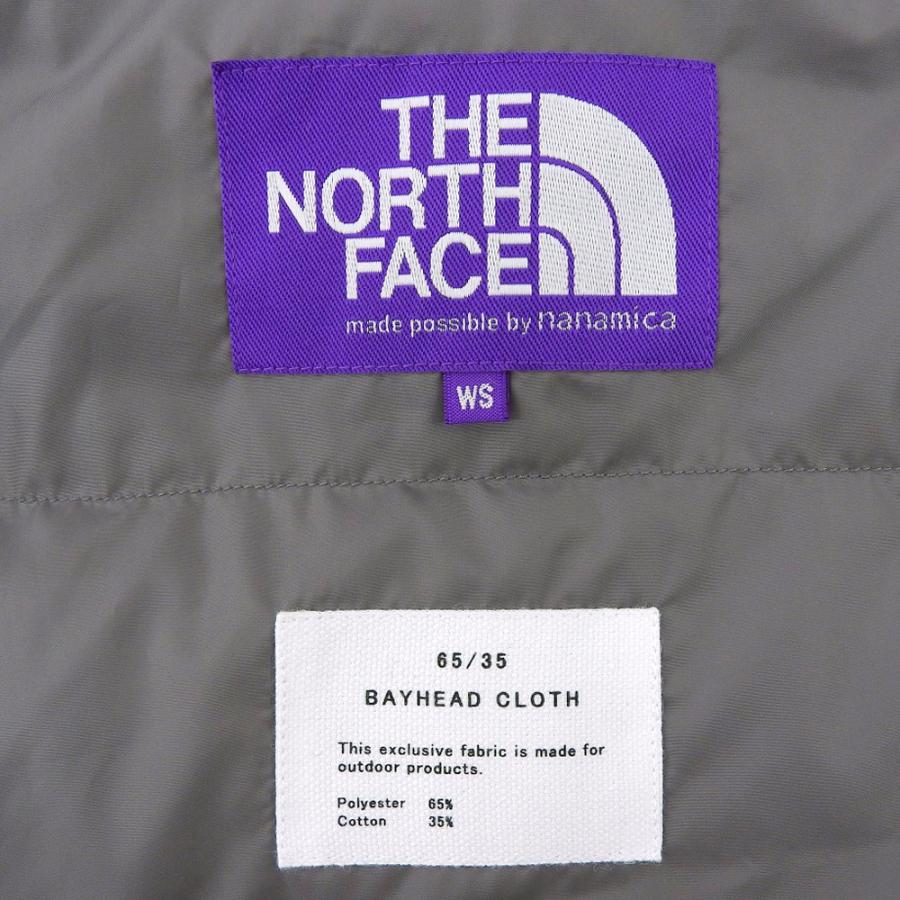 THE
NORTH
FACE
made possible by nanamica
WS
65/35
BAYHEAD CLOTH
This exclusive fabric is made for
outdoor products.
Polyester 65%
Cotton 35%